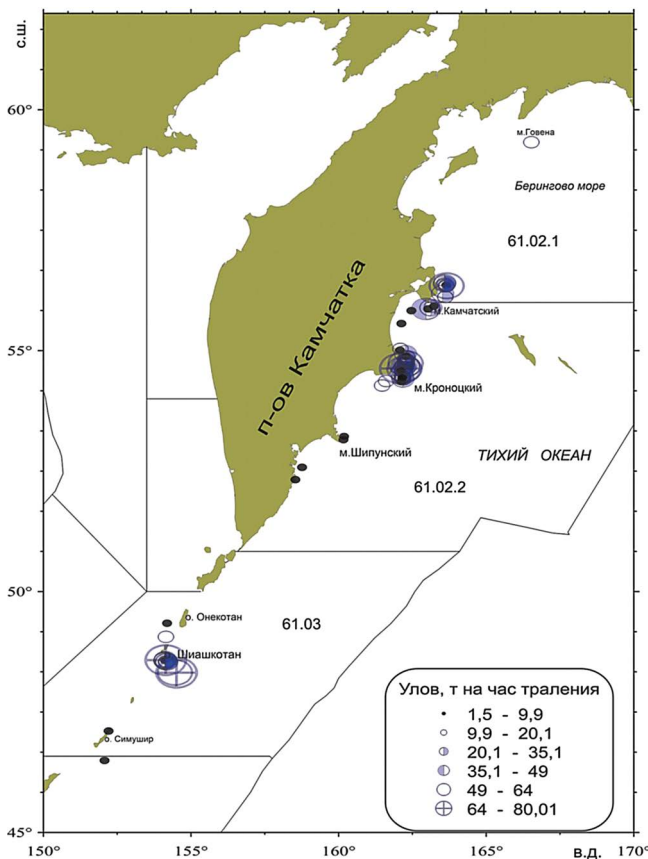 с.ш.
60°
м.Говена
Берингово море
61.02.1
п-ов Камчатка
м.Камчатский
55°
м.Кроноцкий
м.Шипунский
ТИХИЙ ОКЕАН
61.02.2
50°
о. Онекотан
61.03
Шиашкотан
Улов, т на час траления
1,5 - 9,9
9,9 - 20,1
20,1 - 35,1
35,1 - 49
49 - 64
64 - 80,01
о. Симушир
45°
150°
155°
160°
165°
170°
в.д.